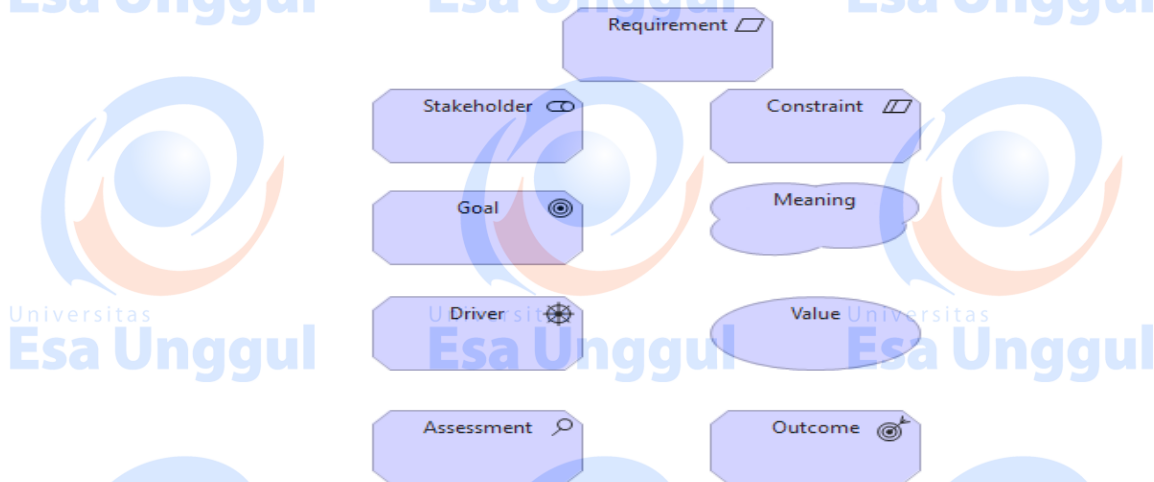 Esa Unggul Esa Unggul Esa Unggul
Requirement
Stakeholder
Constraint
Goal
Meaning
Universitas Universitas Universitas
Driver
Value
Esa Unggul Esa Unggul Esa Unggul
Assessment
Outcome